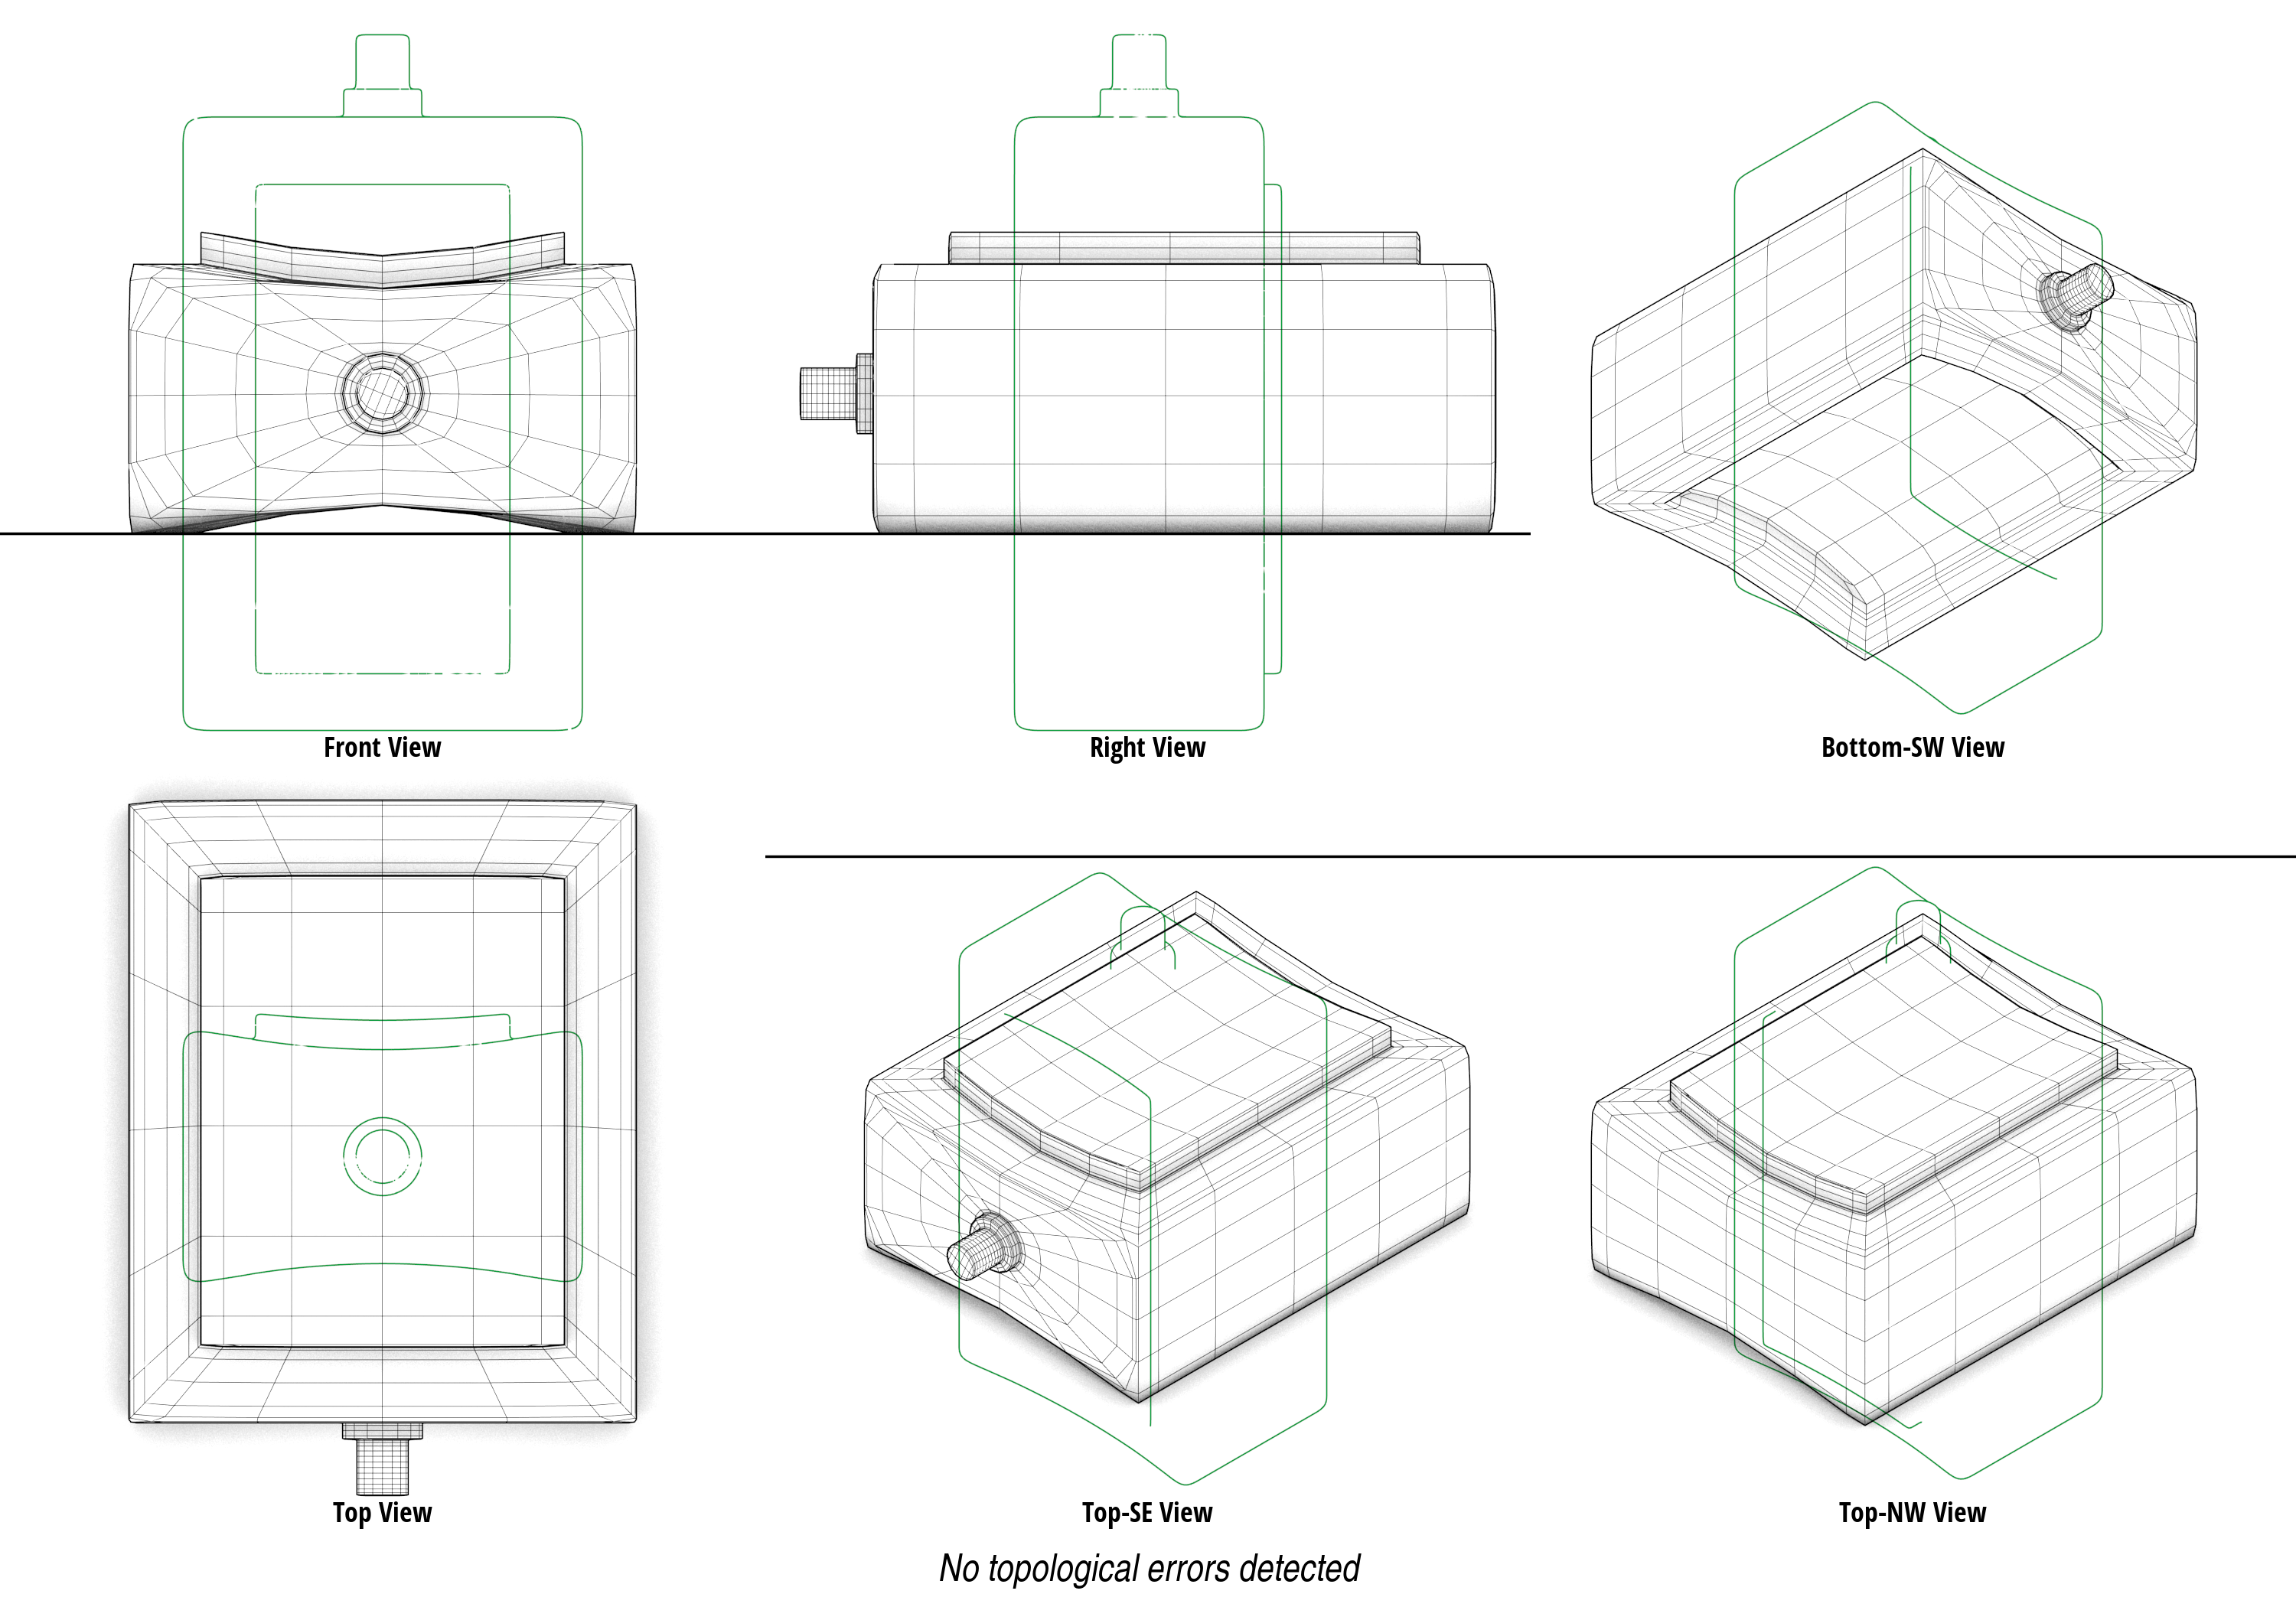 Front View
Right View
Bottom-SW View
Top View
Top-SE View
Top-NW View
No topological errors detected